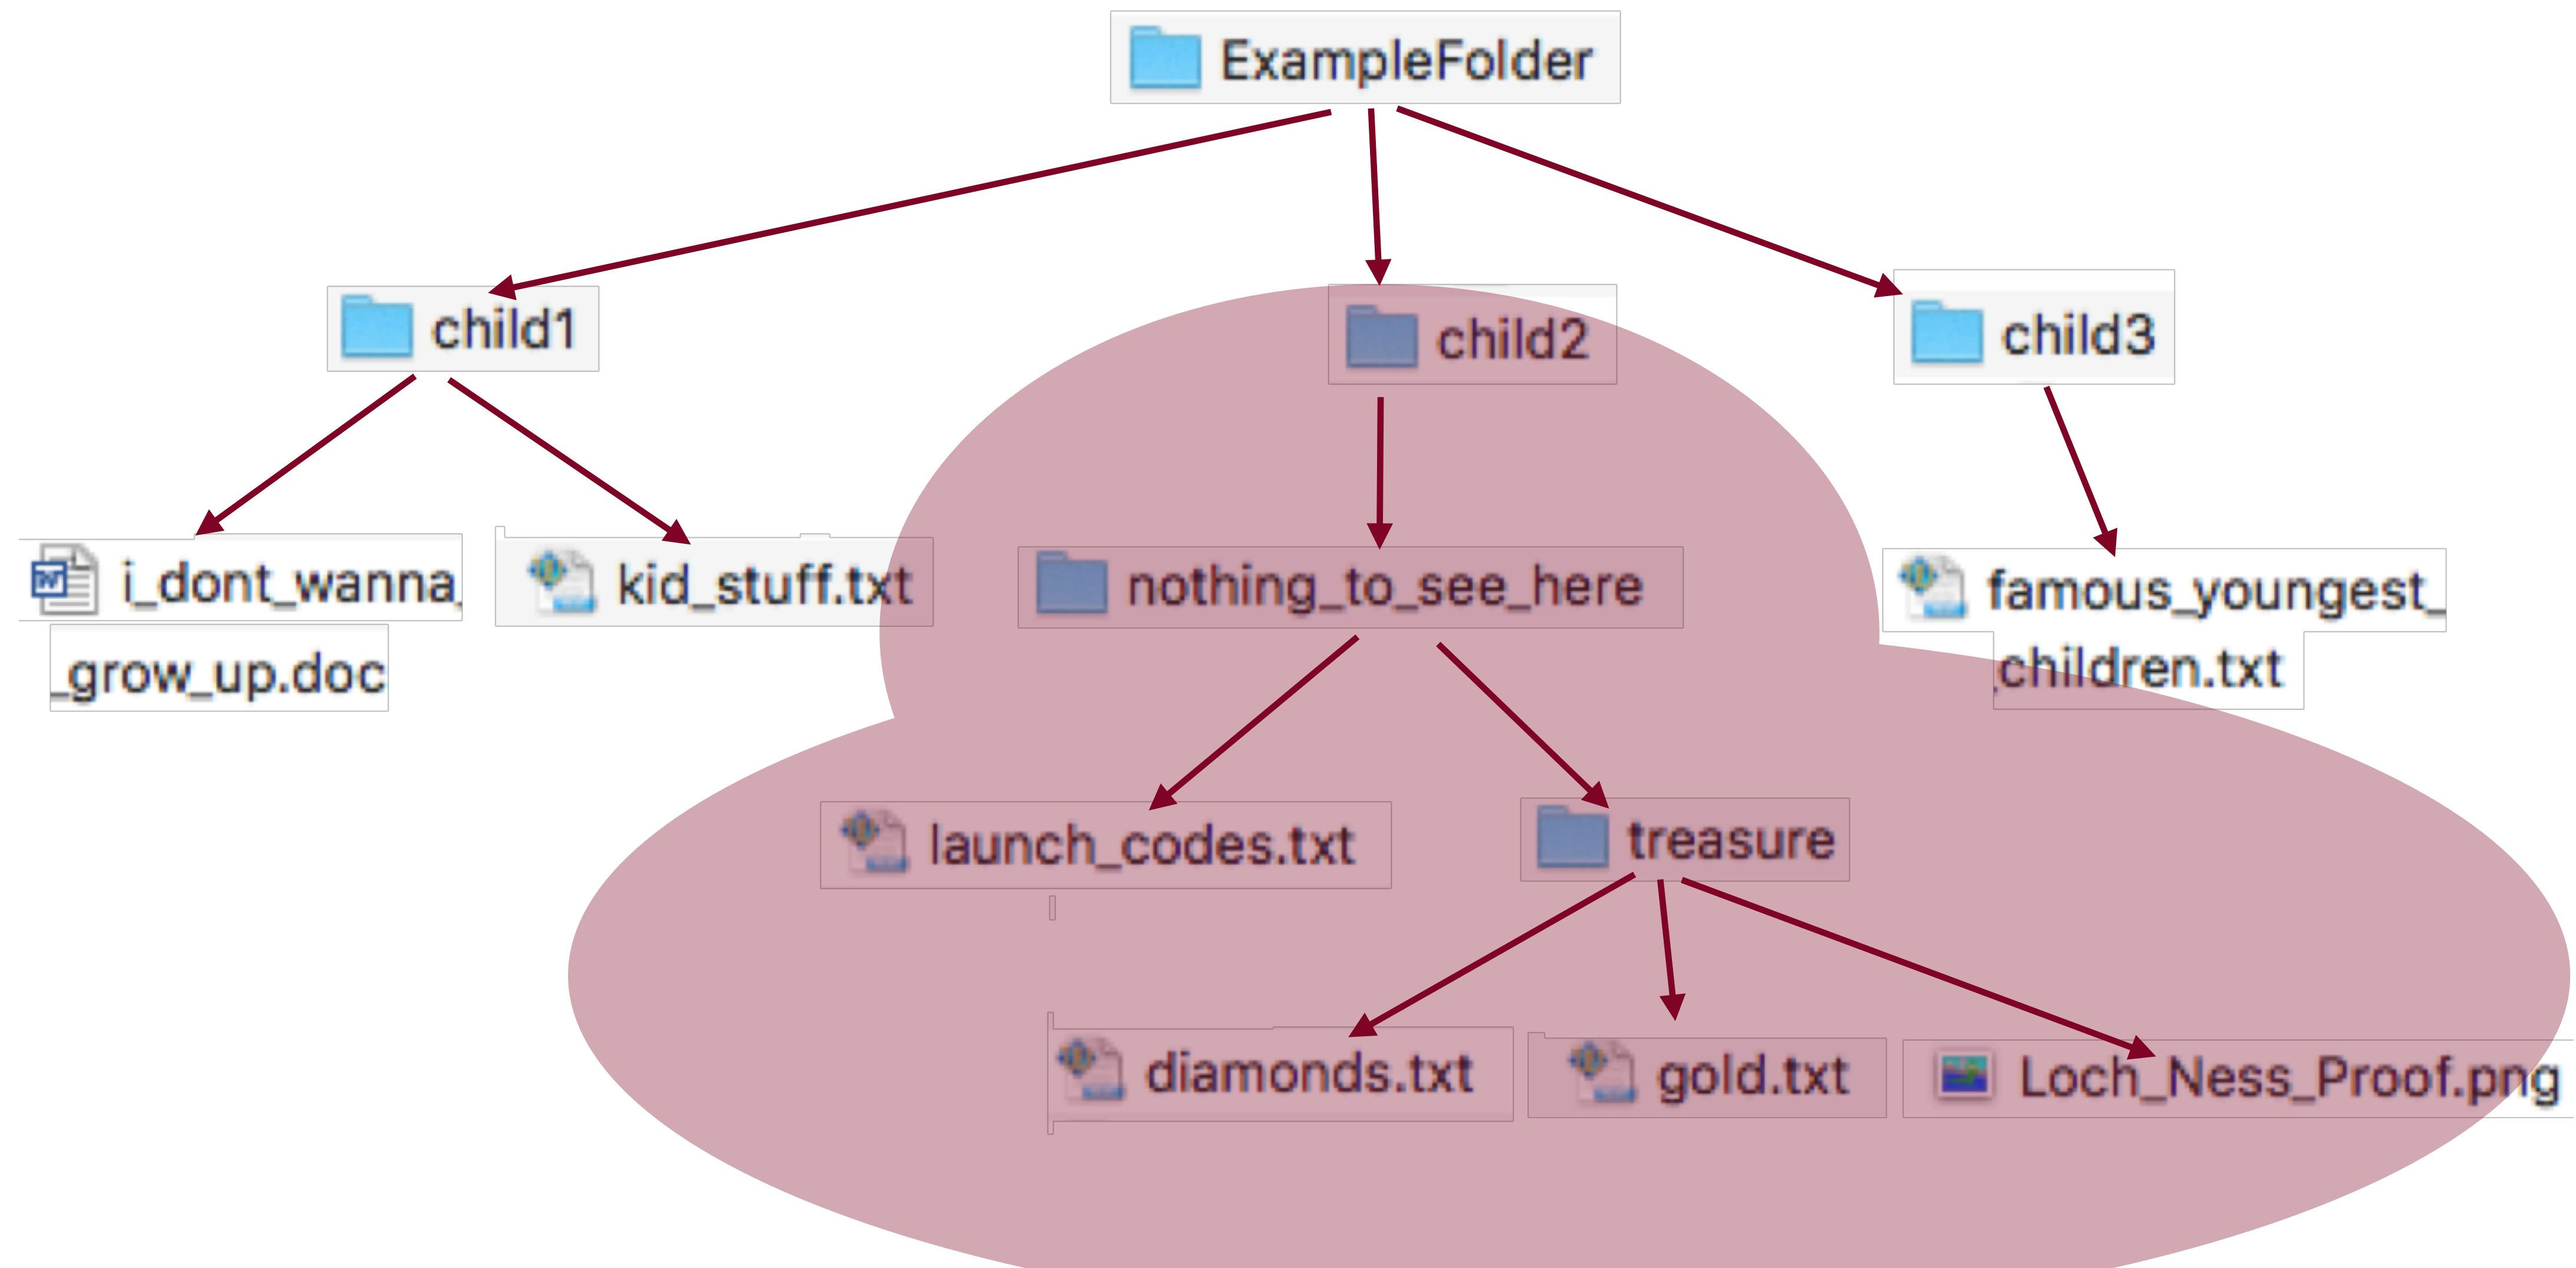 ExampleFolder
child1
child2
child3
i_dont_wanna_
_grow_up.doc
kid_stuff.txt
nothing_to_see_here
famous_youngest_
children.txt
launch_codes.txt
treasure
diamonds.txt
gold.txt
Loch_Ness_Proof.png